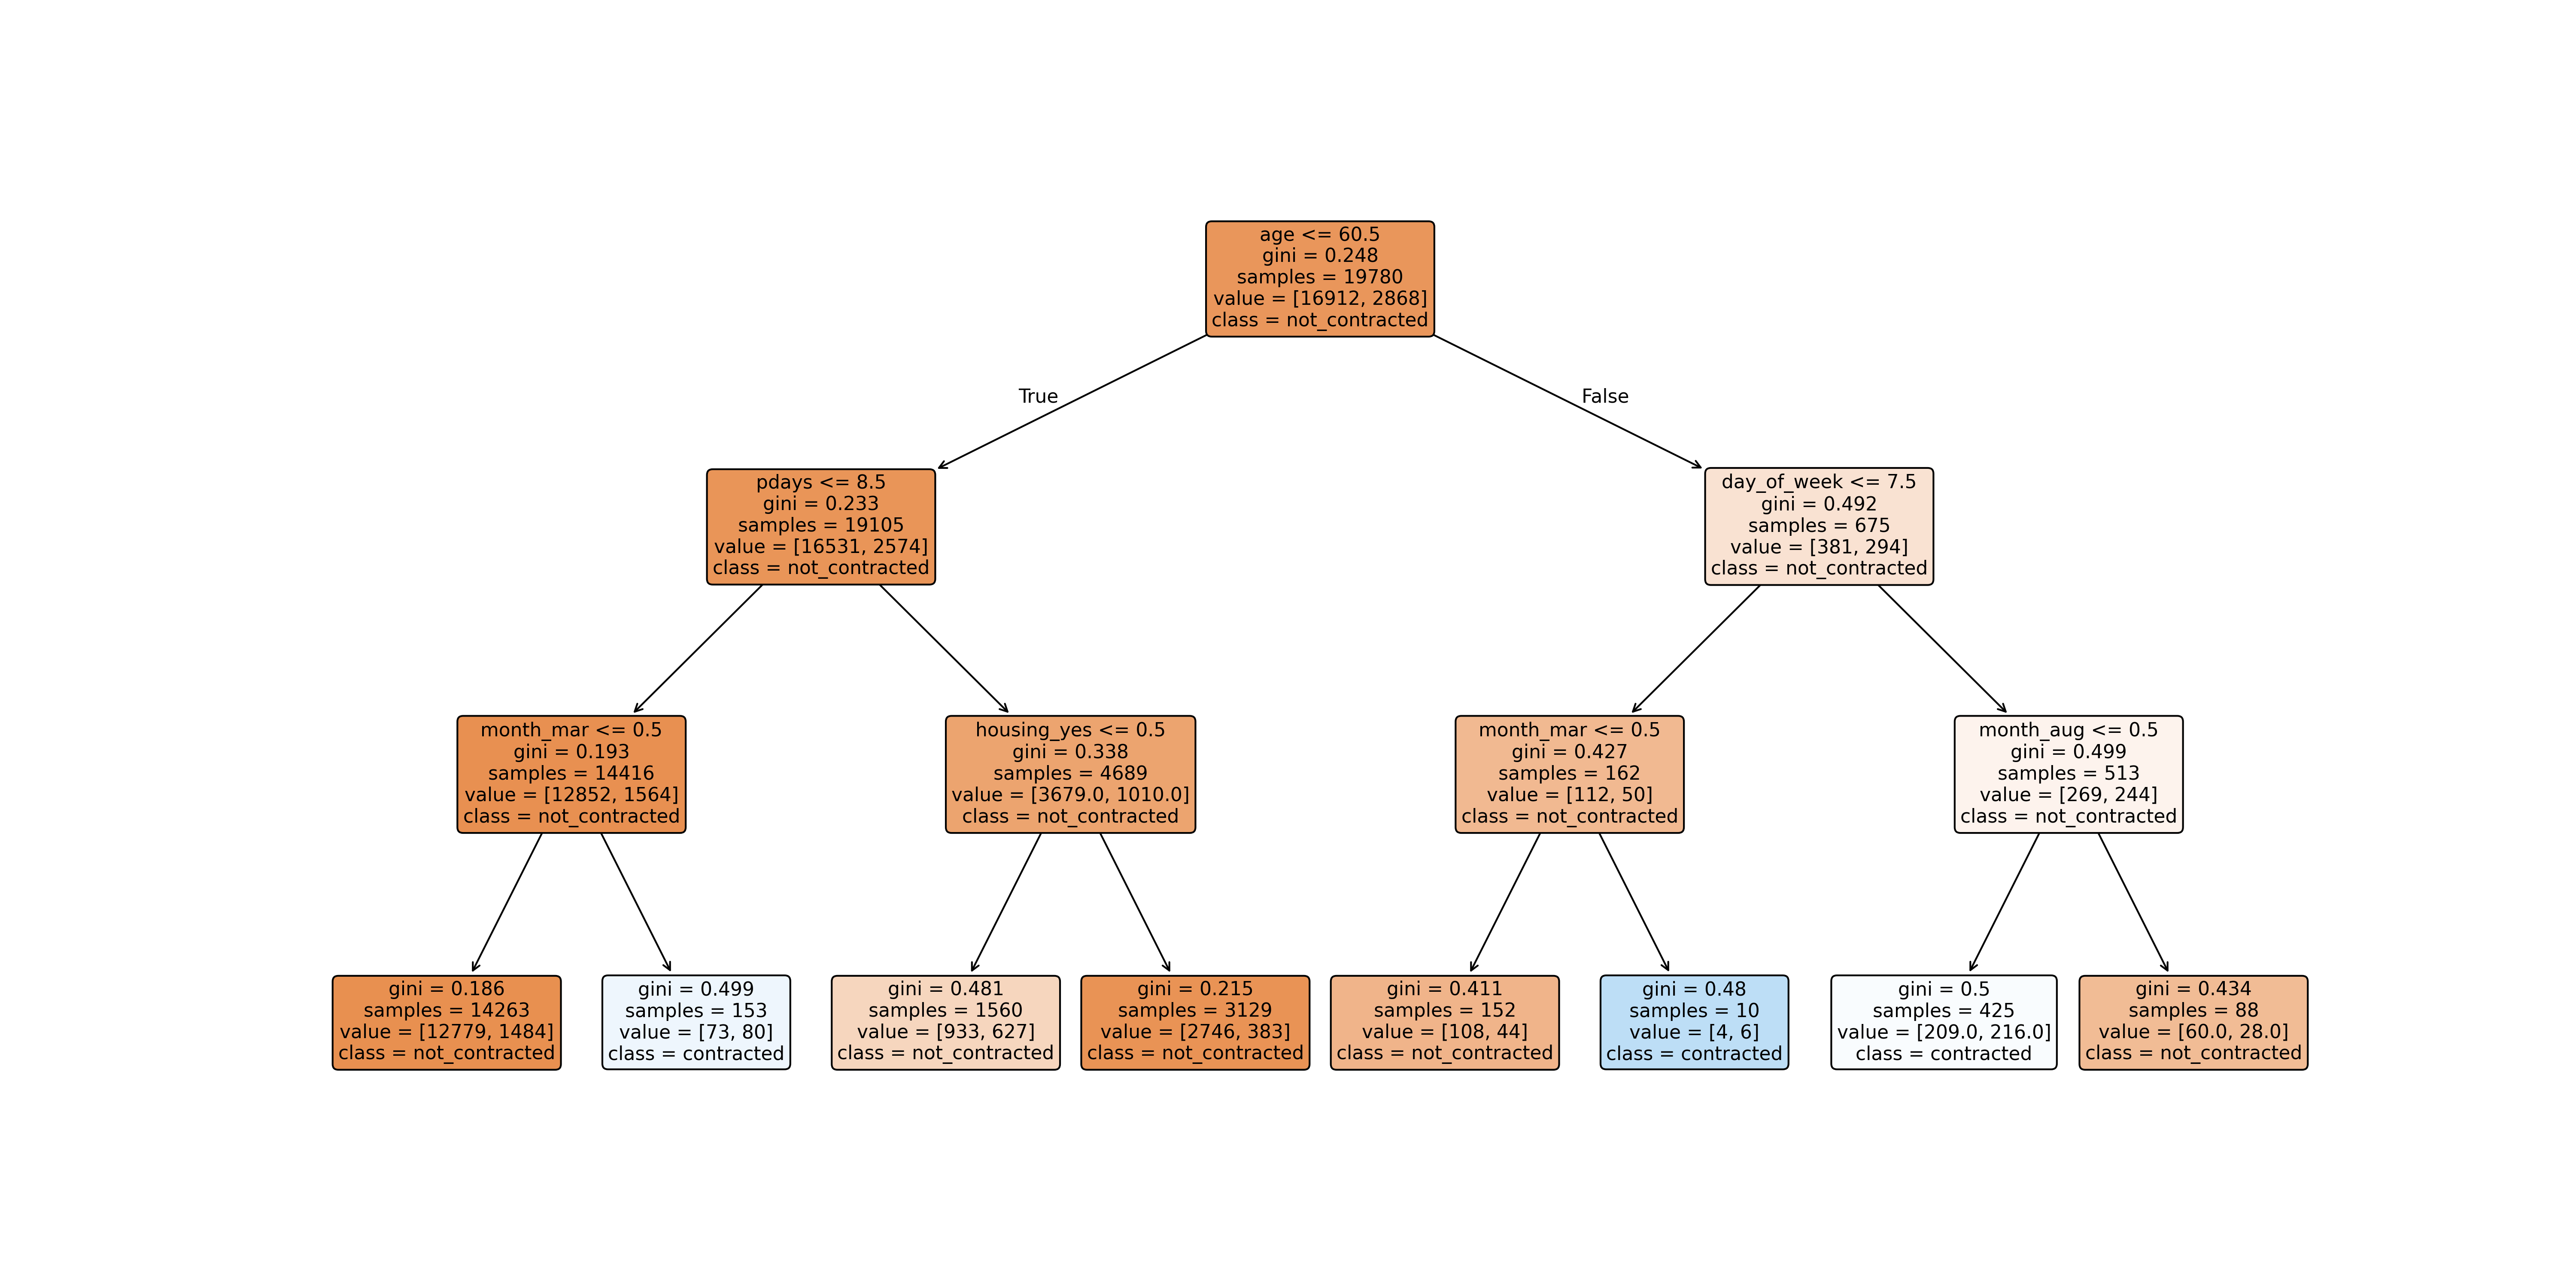 age <= 60.5
gini = 0.248
samples = 19780
value = [16912, 2868]
class = not_contracted
True
False
pdays <= 8.5
gini = 0.233
samples = 19105
value = [16531, 2574]
class = not_contracted
day_of_week <= 7.5
gini = 0.492
samples = 675
value = [381, 294]
class = not_contracted
month_mar <= 0.5
gini = 0.193
samples = 14416
value = [12852, 1564]
class = not_contracted
housing_yes <= 0.5
gini = 0.338
samples = 4689
value = [3679.0, 1010.0]
class = not_contracted
month_mar <= 0.5
gini = 0.427
samples = 162
value = [112, 50]
class = not_contracted
month_aug <= 0.5
gini = 0.499
samples = 513
value = [269, 244]
class = not_contracted
gini = 0.186
samples = 14263
value = [12779, 1484]
class = not_contracted
gini = 0.499
samples = 153
value = [73, 80]
class = contracted
gini = 0.481
samples = 1560
value = [933, 627]
class = not_contracted
gini = 0.215
samples = 3129
value = [2746, 383]
class = not_contracted
gini = 0.411
samples = 152
value = [108, 44]
class = not_contracted
gini = 0.48
samples = 10
value = [4, 6]
class = contracted
gini = 0.5
samples = 425
value = [209.0, 216.0]
class = contracted
gini = 0.434
samples = 88
value = [60.0, 28.0]
class = not_contracted